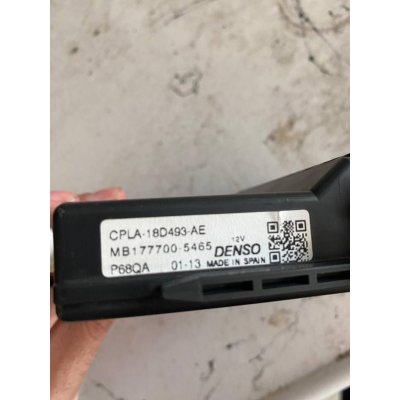 CPLA-18D493-AE
MB177700-5465 12V DENSO
P68QA 01-13 MADE IN SPAIN